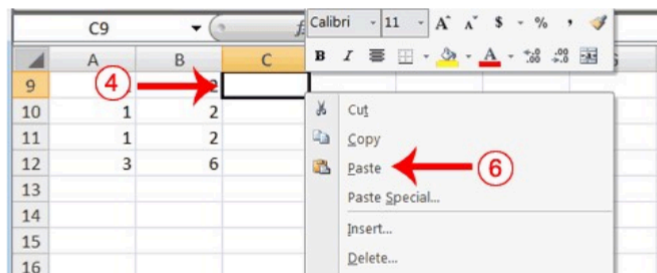 C9
Calibri 11 A A $ % ,
B I A .00 .00
A B C
9 2
④
10 1 2
11 1 2
12 3 6
13
14
15
16
Cut
Copy
Paste
⑥
Paste Special...
Insert...
Delete...